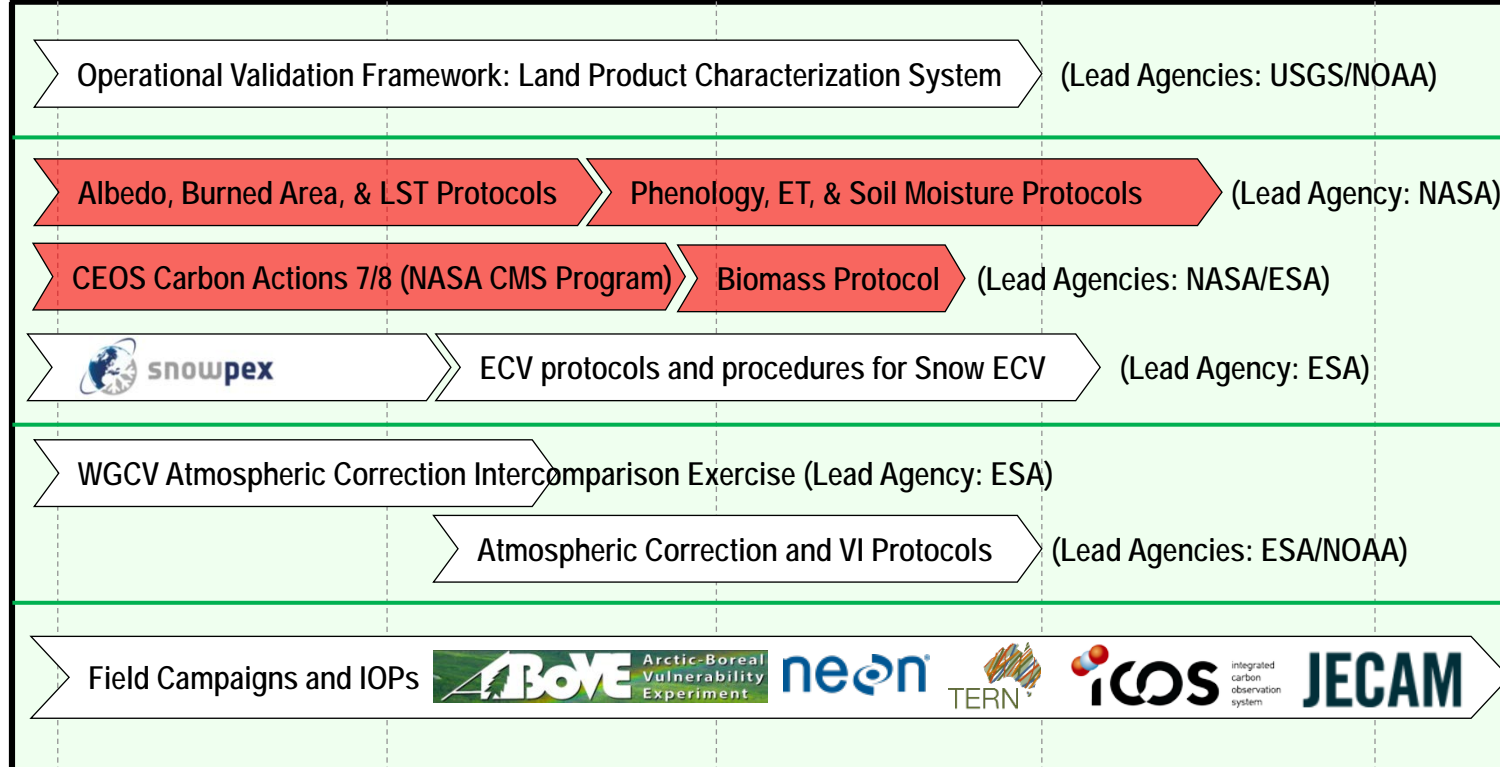 Operational Validation Framework: Land Product Characterization System (Lead Agencies: USGS/NOAA)
Albedo, Burned Area, & LST Protocols Phenology, ET, & Soil Moisture Protocols (Lead Agency: NASA)
CEOS Carbon Actions 7/8 (NASA CMS Program) Biomass Protocol (Lead Agencies: NASA/ESA)
snowpex ECV protocols and procedures for Snow ECV (Lead Agency: ESA)
WGCV Atmospheric Correction Intercomparison Exercise (Lead Agency: ESA)
Atmospheric Correction and VI Protocols (Lead Agencies: ESA/NOAA)
Field Campaigns and IOPs
ABoVE
Arctic-Boreal
Vulnerability
Experiment
neon®
TERN
icos
integrated
carbon
observation
system
JECAM